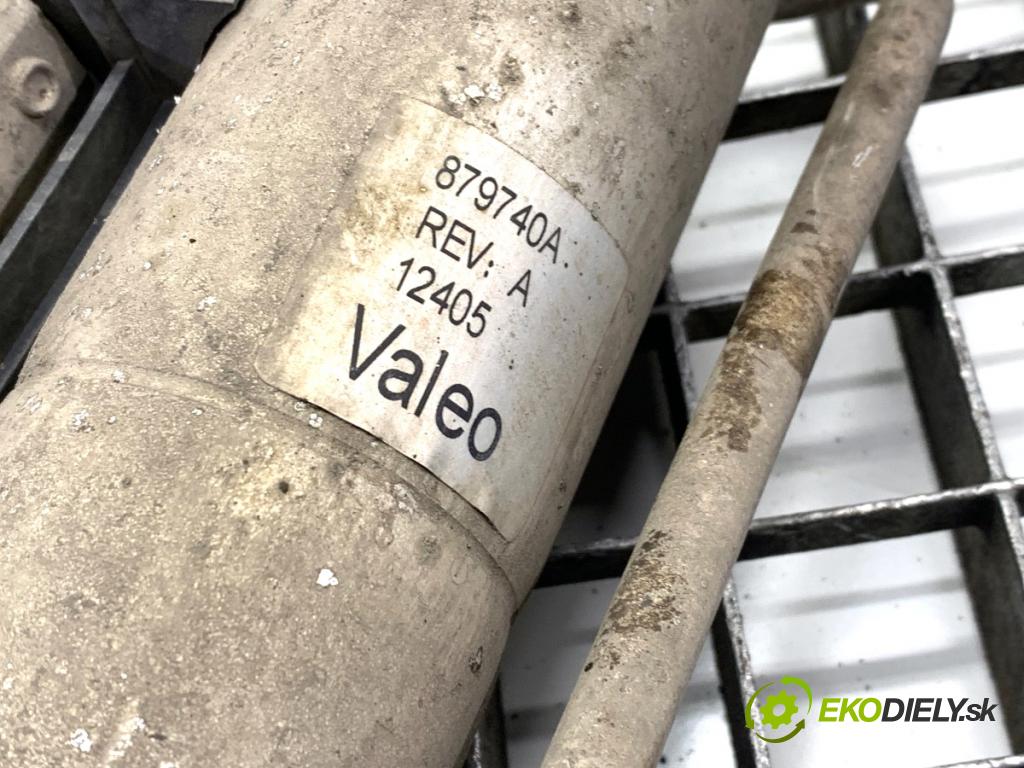 879740A..
REV: A
12405
Valeo
EKODIELY.sk